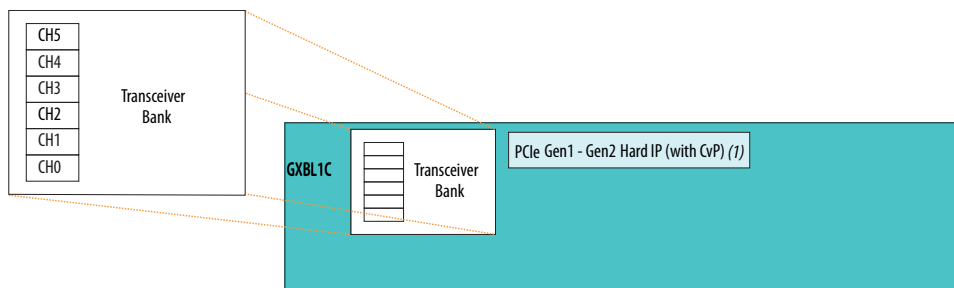 CH5
CH4
CH3
CH2
CH1
CH0
Transceiver
Bank
GXBL1C
Transceiver
Bank
PCIe Gen1 - Gen2 Hard IP (with CvP) (1)